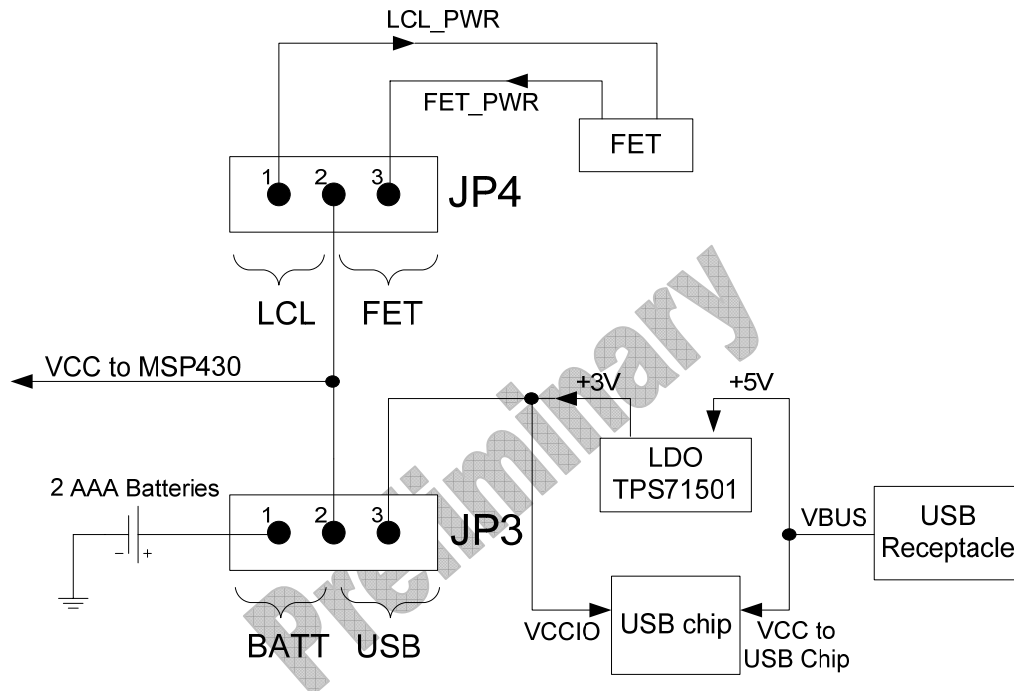 LCL_PWR
FET_PWR
FET
1 2 3
JP4
LCL FET
VCC to MSP430
+3V
+5V
LDO
TPS71501
2 AAA Batteries
- +
1 2 3
JP3
VBUS
USB
Receptacle
BATT USB
VCCIO
USB chip
VCC to
USB Chip
Preliminary